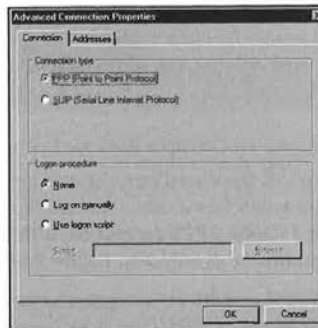 Advanced Connection Properties
Connection Addresses
Connection type
PPP (Point to Point Protocol)
SLIP (Serial Line Internet Protocol)
Logon procedure
None
Log on manually
Use logon script
Script:
Browse...
OK Cancel